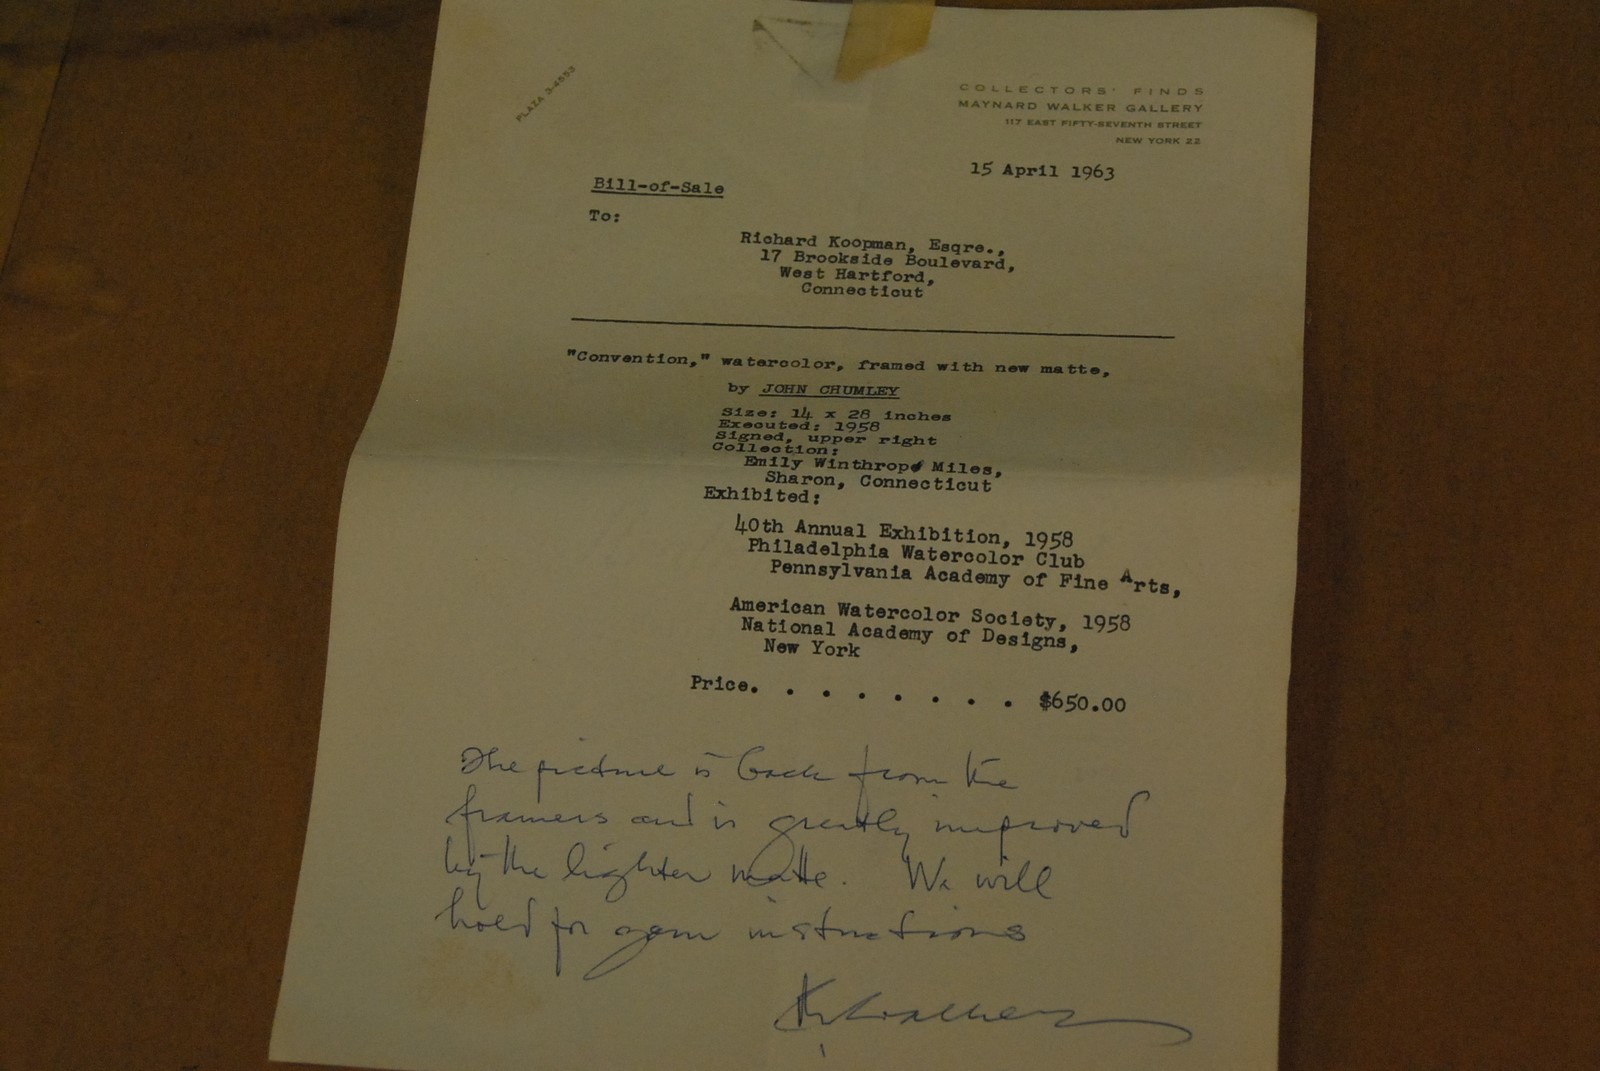 PLAZA 3-4553
COLLECTORS' FINDS
MAYNARD WALKER GALLERY
117 EAST FIFTY-SEVENTH STREET
NEW YORK 22
15 April 1963
Bill-of-Sale
To:
Richard Koopman, Esqre.,
17 Brookside Boulevard,
West Hartford,
Connecticut
"Convention," watercolor, framed with new matte,
by JOHN CHUMLEY
Size: 14 x 28 inches
Executed: 1958
Signed, upper right
Collection:
Emily Winthrop Miles,
Sharon, Connecticut
Exhibited:
40th Annual Exhibition, 1958
Philadelphia Watercolor Club
Pennsylvania Academy of Fine Arts,
American Watercolor Society, 1958
National Academy of Designs,
New York
Price. . . . . . . . $650.00
The picture is back from the
framers and is greatly improved
by the lighter matte. We will
hold for your instructions
Walker